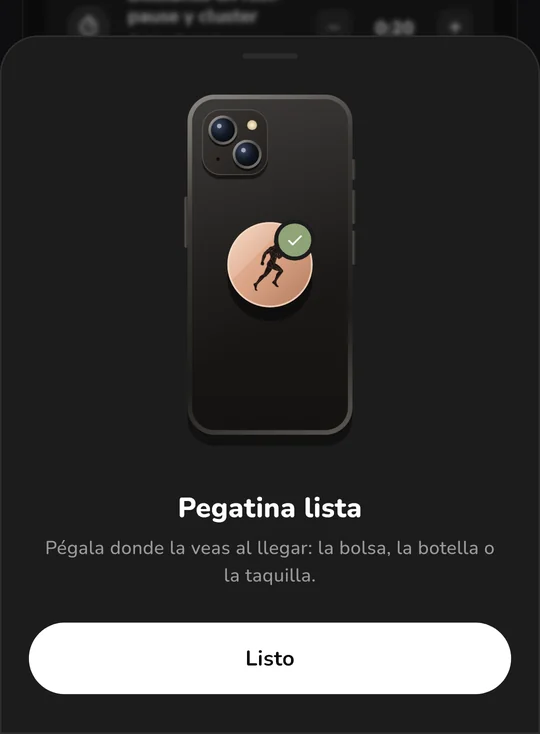 pause y cluster
0:20
Pegatina lista
Pégala donde la veas al llegar: la bolsa, la botella o
la taquilla.
Listo